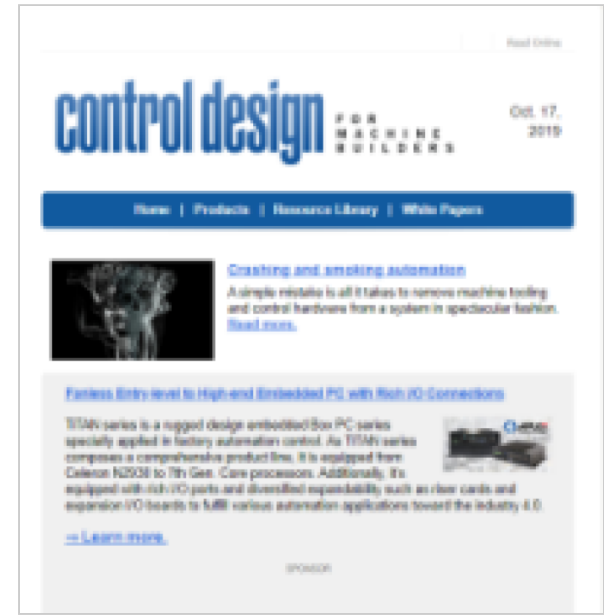 Read Online
control design FOR
MACHINE
BUILDERS
Oct. 17,
2019
Home | Products | Resource Library | White Papers
Crashing and smoking automation
A simple mistake is all it takes to remove machine tooling
and control hardware from a system in spectacular fashion.
Read more.
Fanless Entry-level to High-end Embedded PC with Rich I/O Connections
TITAN series is a rugged design embedded Box PC series
specially applied in factory automation control. As TITAN series
composes a comprehensive product line, it is equipped from
Celeron N2930 to 7th Gen. Core processors. Additionally, it's
equipped with rich I/O ports and diversified expandability such as riser cards and
expansion I/O boards to fulfill various automation applications toward the industry 4.0.
→ Learn more.
SPONSOR